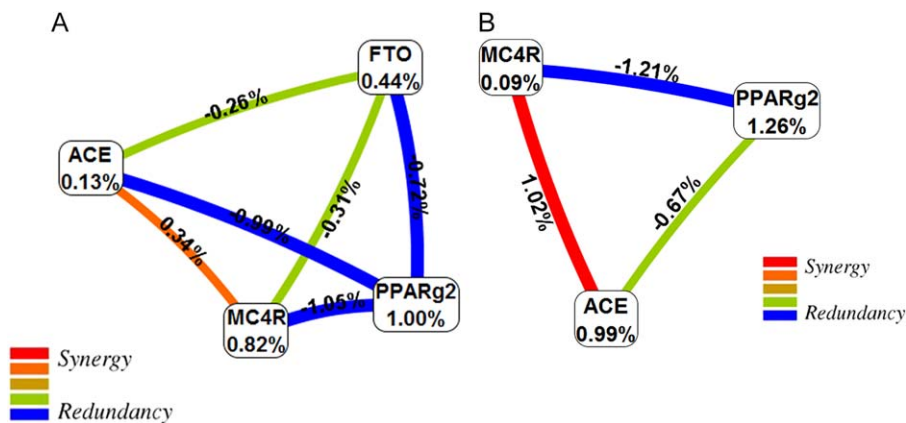 A
FTO
0.44%
-0.26%
ACE
0.13%
-0.31%
-0.72%
-0.99%
0.34%
PPARg2
1.00%
-1.05%
MC4R
0.82%
Synergy
Redundancy
B
MC4R
0.09%
-1.21%
PPARg2
1.26%
1.02%
-0.67%
ACE
0.99%
Synergy
Redundancy